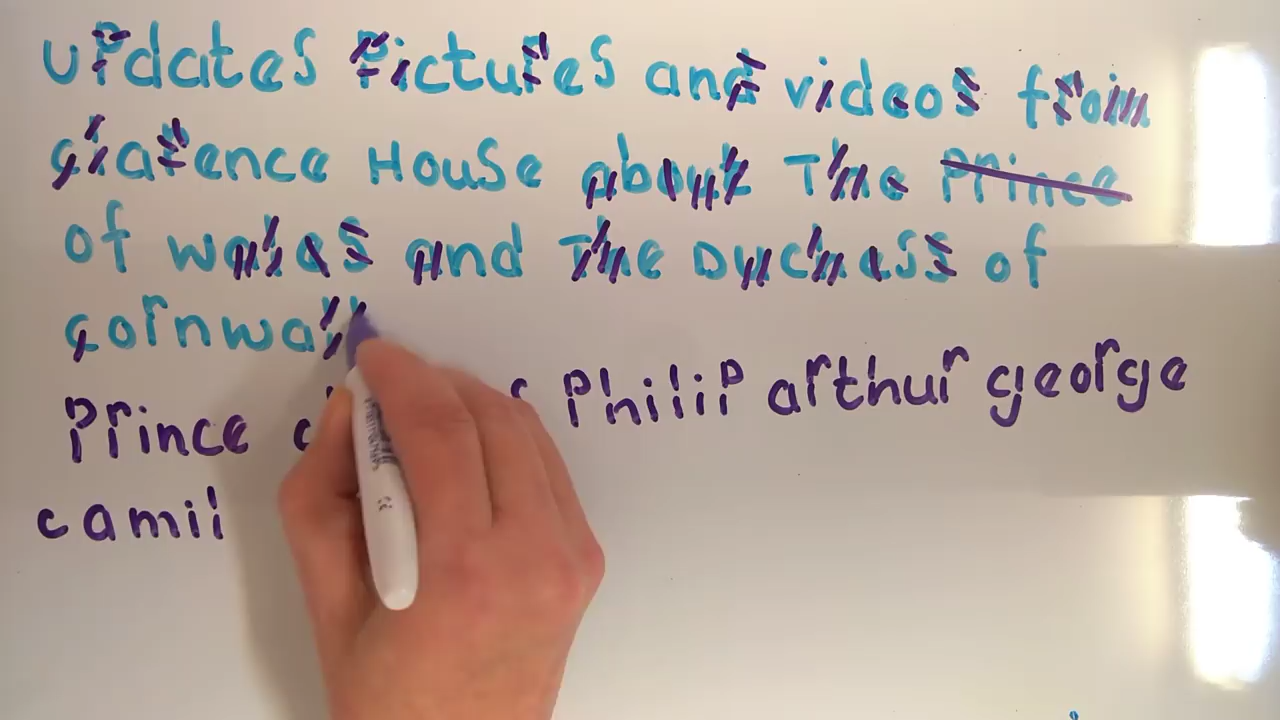 updates Pictures and videos from
clarence House about The Prince
of wales and The Duchess of
cornwall
Prince Philip arthur george
camil